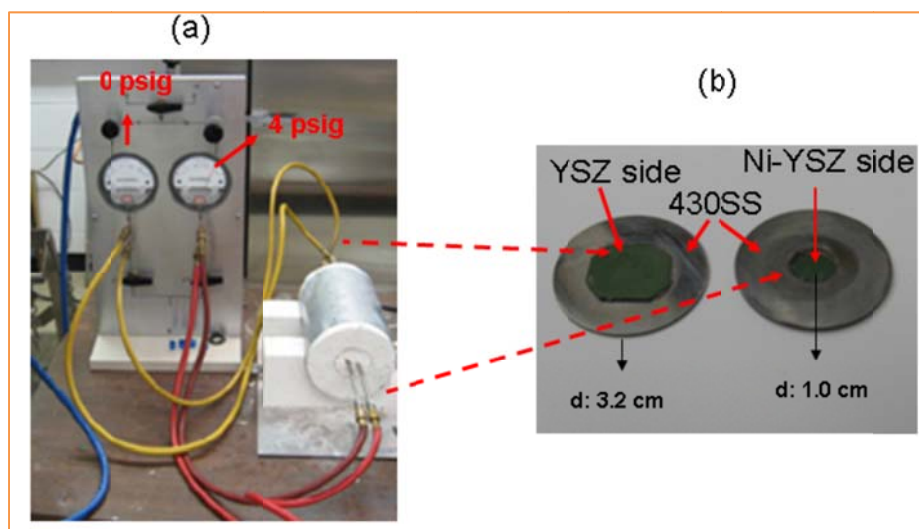 (a)
0 psig
4 psig
(b)
YSZ side
Ni-YSZ side
430SS
d: 3.2 cm
d: 1.0 cm